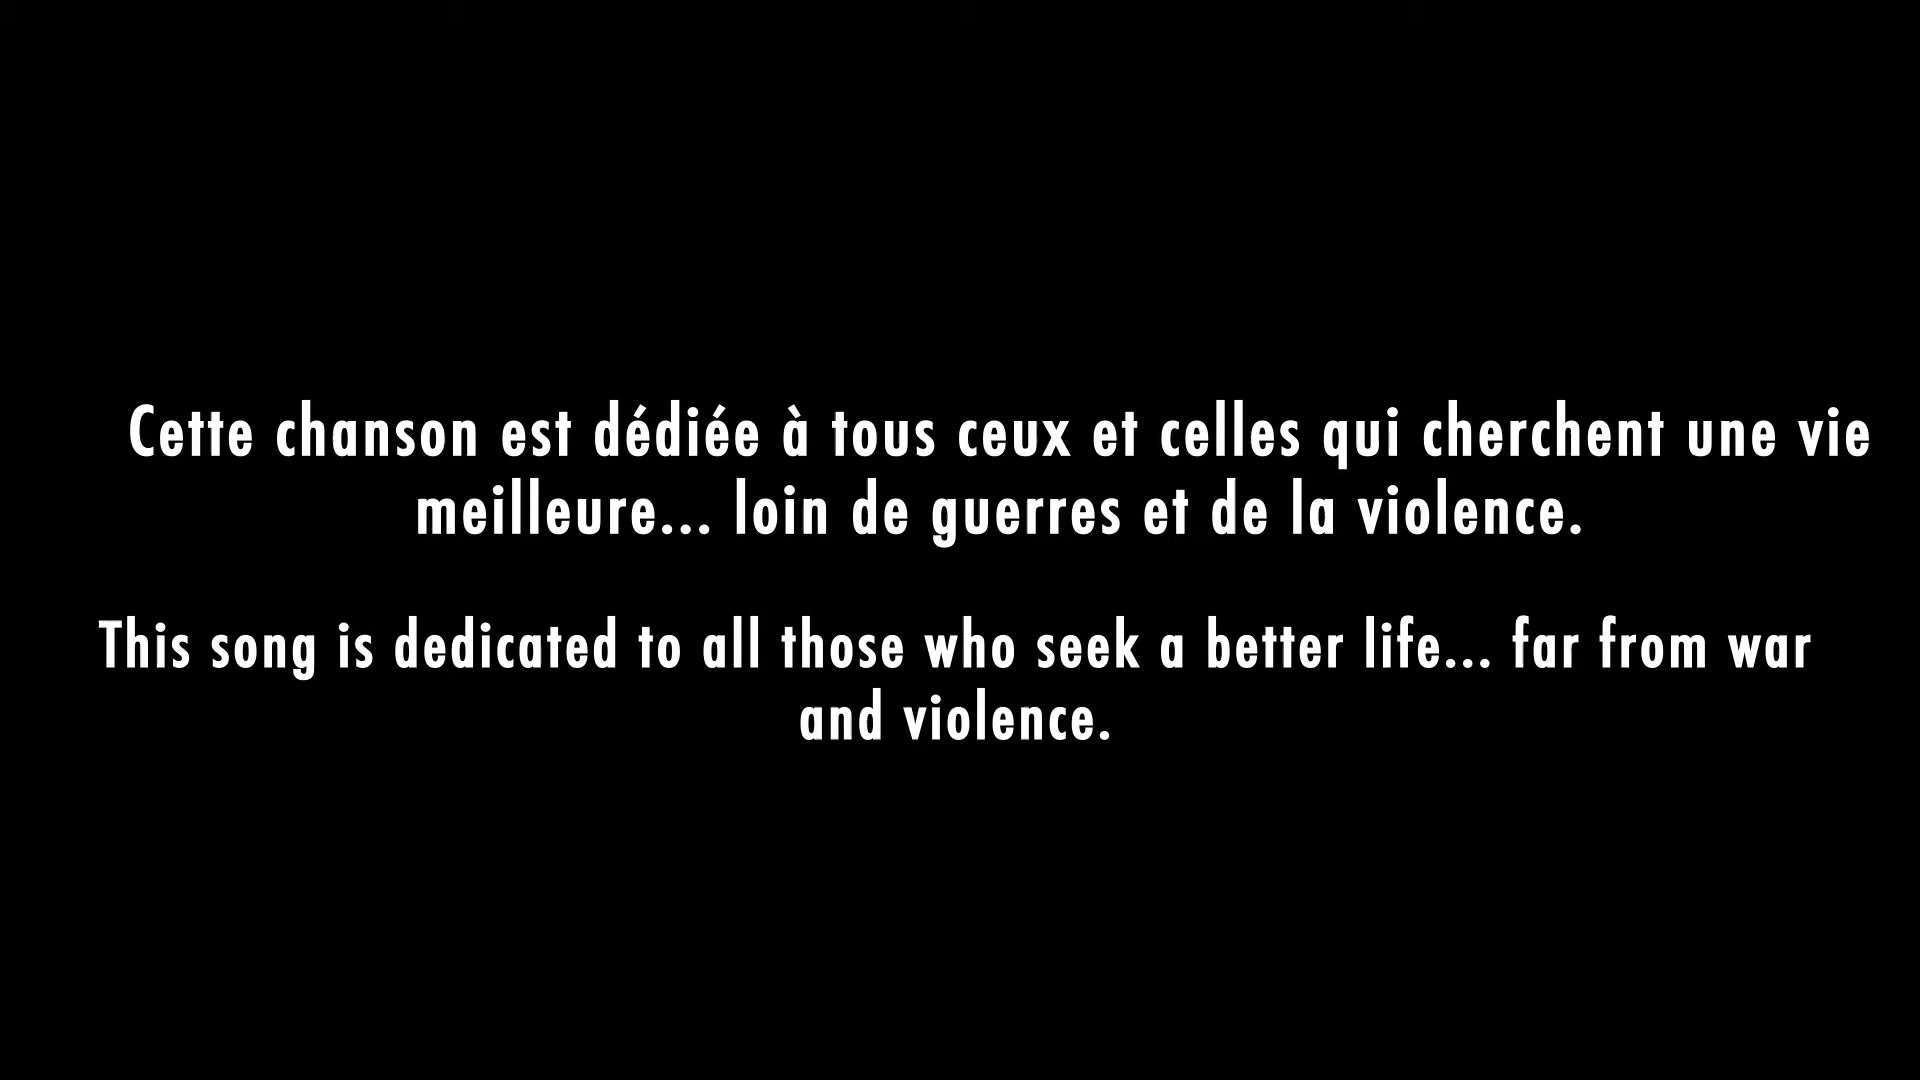 Cette chanson est dédiée à tous ceux et celles qui cherchent une vie
meilleure... loin de guerres et de la violence.
This song is dedicated to all those who seek a better life... far from war
and violence.